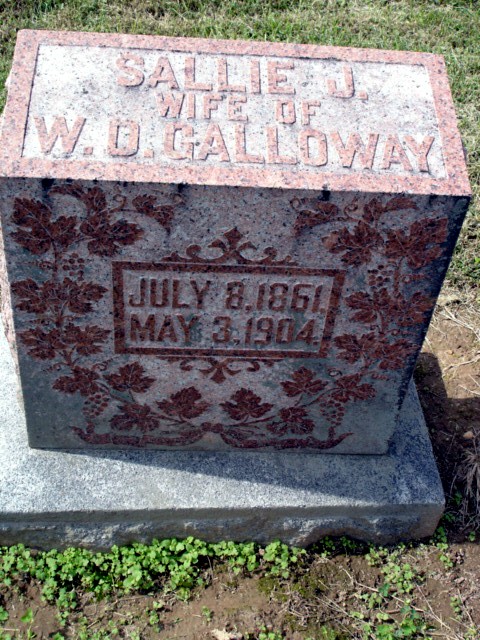 SALLIE J.
WIFE OF
W. D. GALLOWAY
JULY 8, 1861,
MAY 3, 1904.